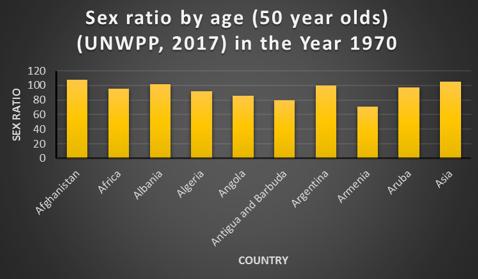 Sex ratio by age (50 year olds)
(UNWPP, 2017) in the Year 1970
SEX RATIO
120
100
80
60
40
20
0
Afghanistan
Africa
Albania
Algeria
Angola
Antigua and Barbuda
Argentina
Armenia
Aruba
Asia
COUNTRY